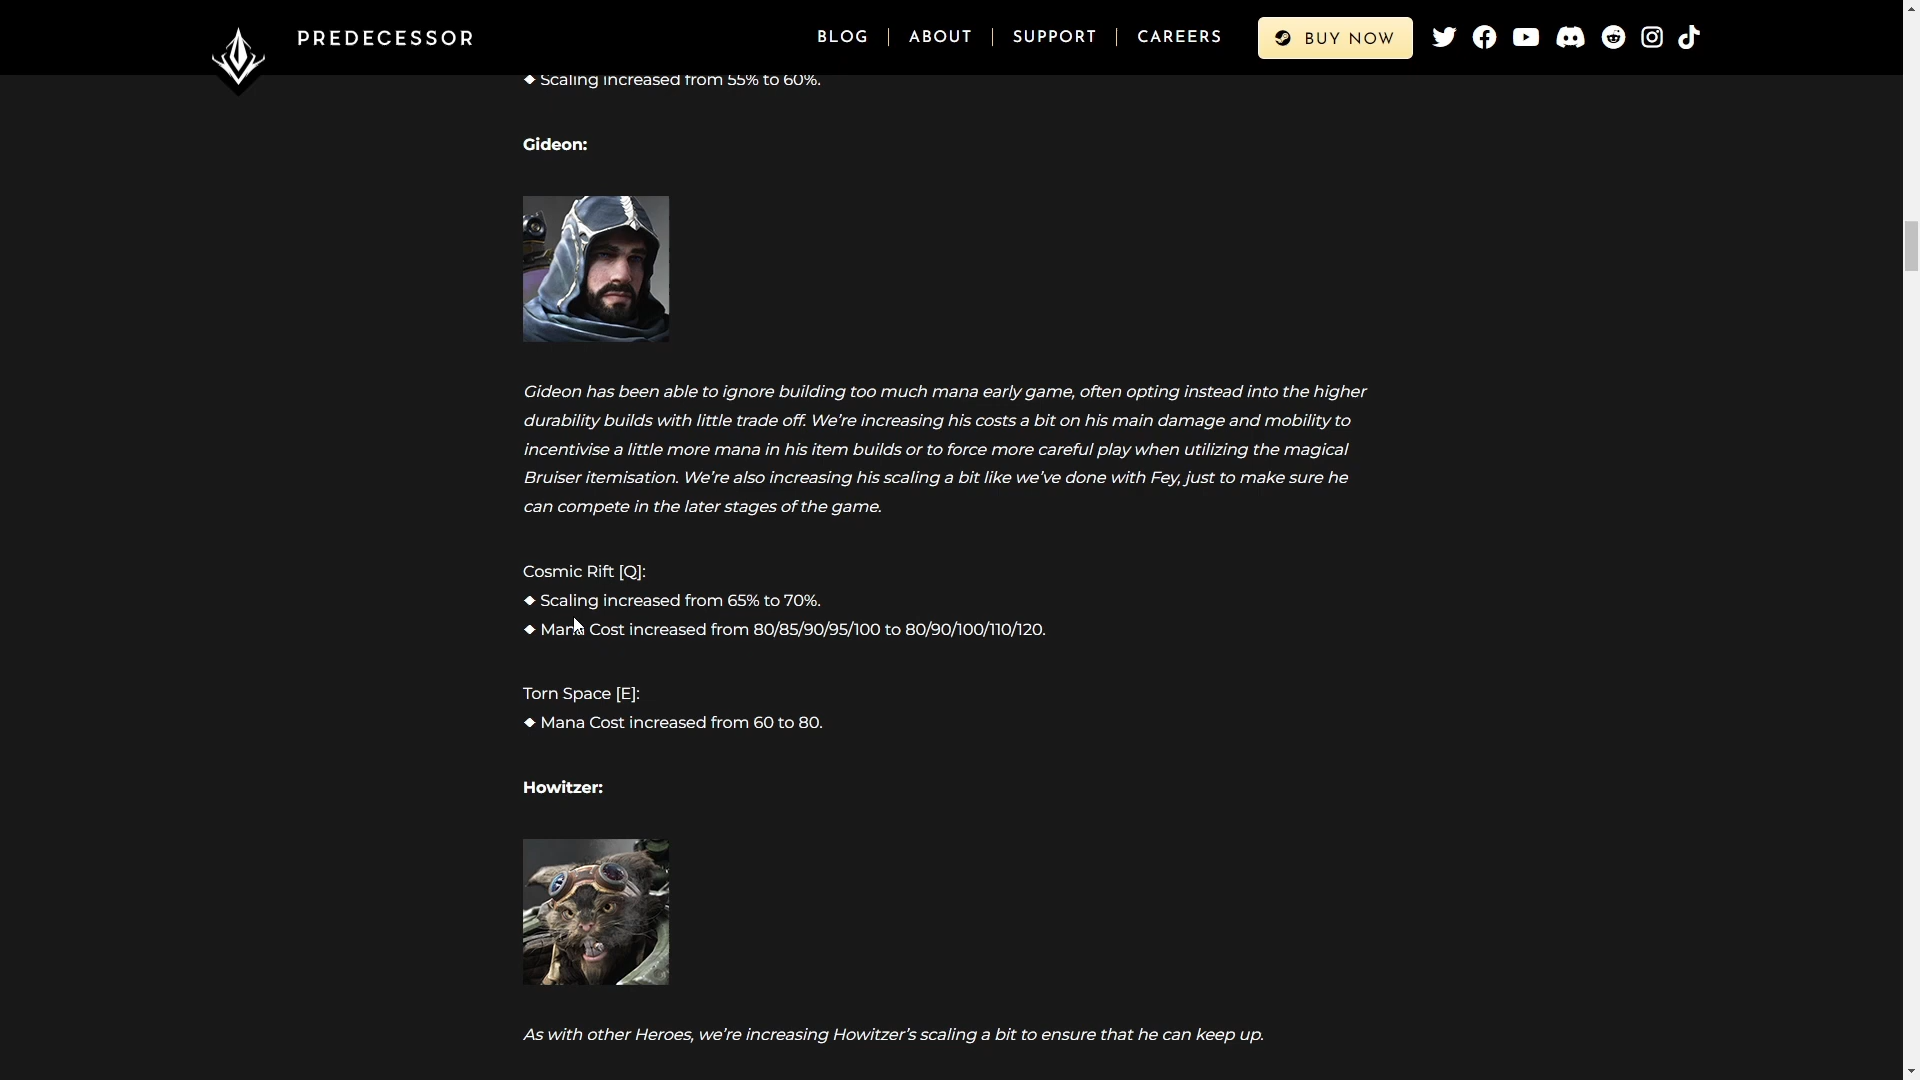 PREDECESSOR
BLOG
ABOUT
SUPPORT
CAREERS
BUY NOW
◆ Scaling increased from 55% to 60%.
Gideon:
Gideon has been able to ignore building too much mana early game, often opting instead into the higher
durability builds with little trade off. We’re increasing his costs a bit on his main damage and mobility to
incentivise a little more mana in his item builds or to force more careful play when utilizing the magical
Bruiser itemisation. We’re also increasing his scaling a bit like we’ve done with Fey, just to make sure he
can compete in the later stages of the game.
Cosmic Rift [Q]:
◆ Scaling increased from 65% to 70%.
◆ Mana Cost increased from 80/85/90/95/100 to 80/90/100/110/120.
Torn Space [E]:
◆ Mana Cost increased from 60 to 80.
Howitzer:
As with other Heroes, we’re increasing Howitzer’s scaling a bit to ensure that he can keep up.